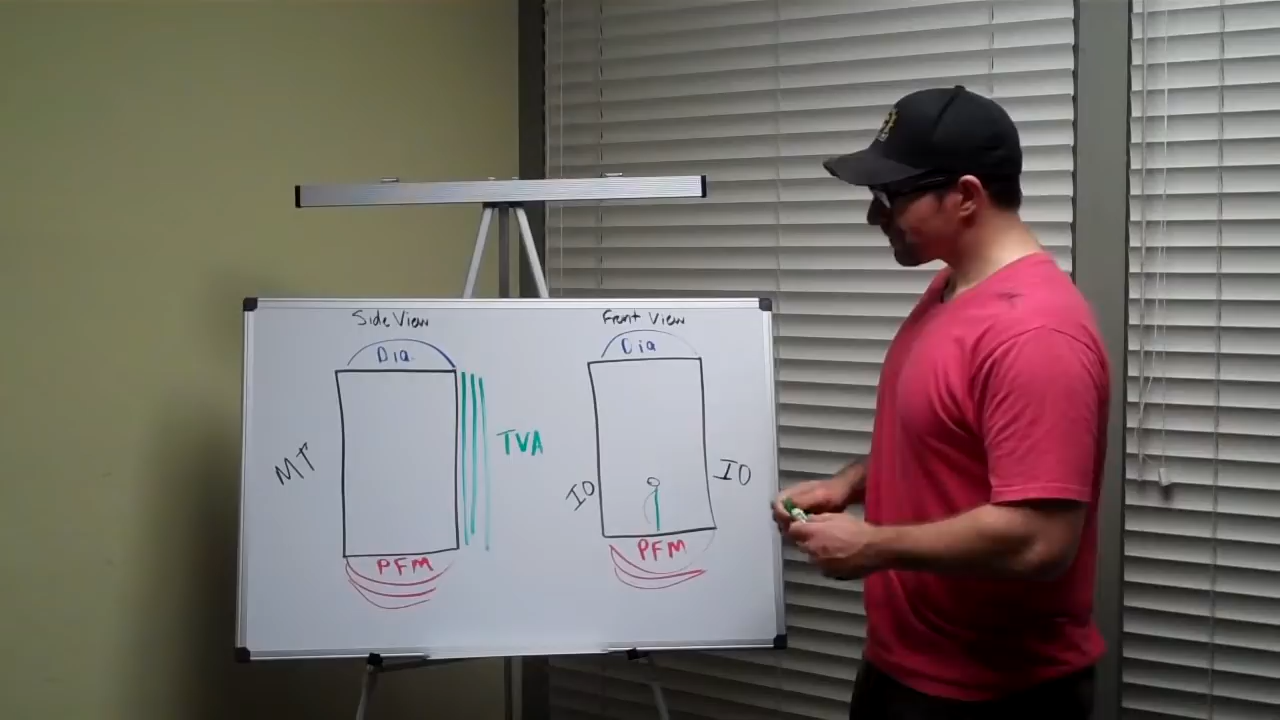 Side View
Dia.
MT
TVA
PFM
Front View
Dia
IO
IO
PFM